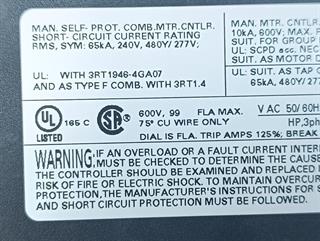 MAN. SELF- PROT. COMB.MTR.CNTLR.
SHORT- CIRCUIT CURRENT RATING
RMS, SYM: 65kA, 240V, 480Y/ 277V;
UL: WITH 3RT1946-4GA07
AND AS TYPE F COMB. WITH 3RT1.4
MAN. MTR. CNTLR
10kA, 600V,
SUIT. FOR GROUP
UL: SCPD acc. NEC
SUIT. AS MOTOR D
UL: SUIT. AS TAP C
65kA, 480Y/ 277
UL
LISTED
165 C
600V, 99 FLA MAX.
75° CU WIRE ONLY
V AC 50/ 60H
HP,3ph
DIAL IS FLA. TRIP AMPS 125%; BREAK
WARNING: IF AN OVERLOAD OR A FAULT CURRENT INTER
MUST BE CHECKED TO DETERMINE THE CAUSE
THE CONTROLLER SHOULD BE EXAMINED AND REPLACED I
RISK OF FIRE OR ELECTRIC SHOCK. TO MAINTAIN
PROTECTION,THE MANUFACTURER'S INSTRUCTIONS FOR S
AND SHORT CIRCUIT PROTECTION MUST BE